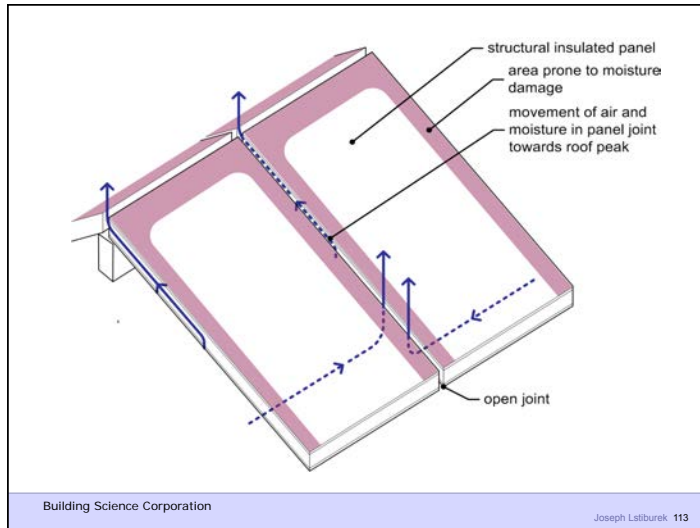 structural insulated panel
area prone to moisture
damage
movement of air and
moisture in panel joint
towards roof peak
open joint
Building Science Corporation
Joseph Lstiburek 113